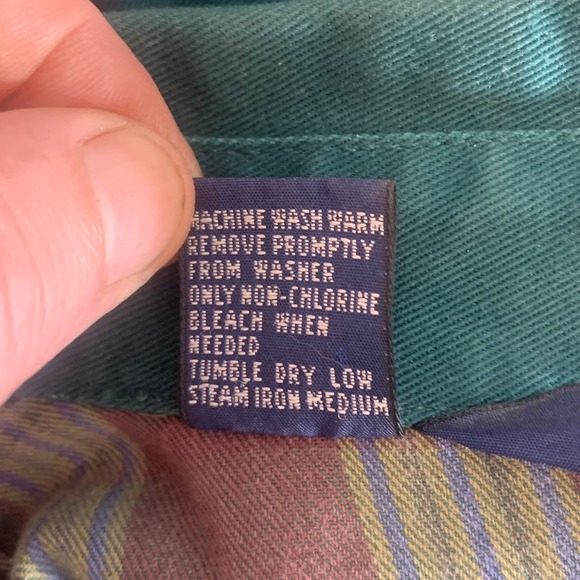 MACHINE WASH WARM
REMOVE PROMPTLY
FROM WASHER
ONLY NON-CHLORINE
BLEACH WHEN
NEEDED
TUMBLE DRY LOW
STEAM IRON MEDIUM